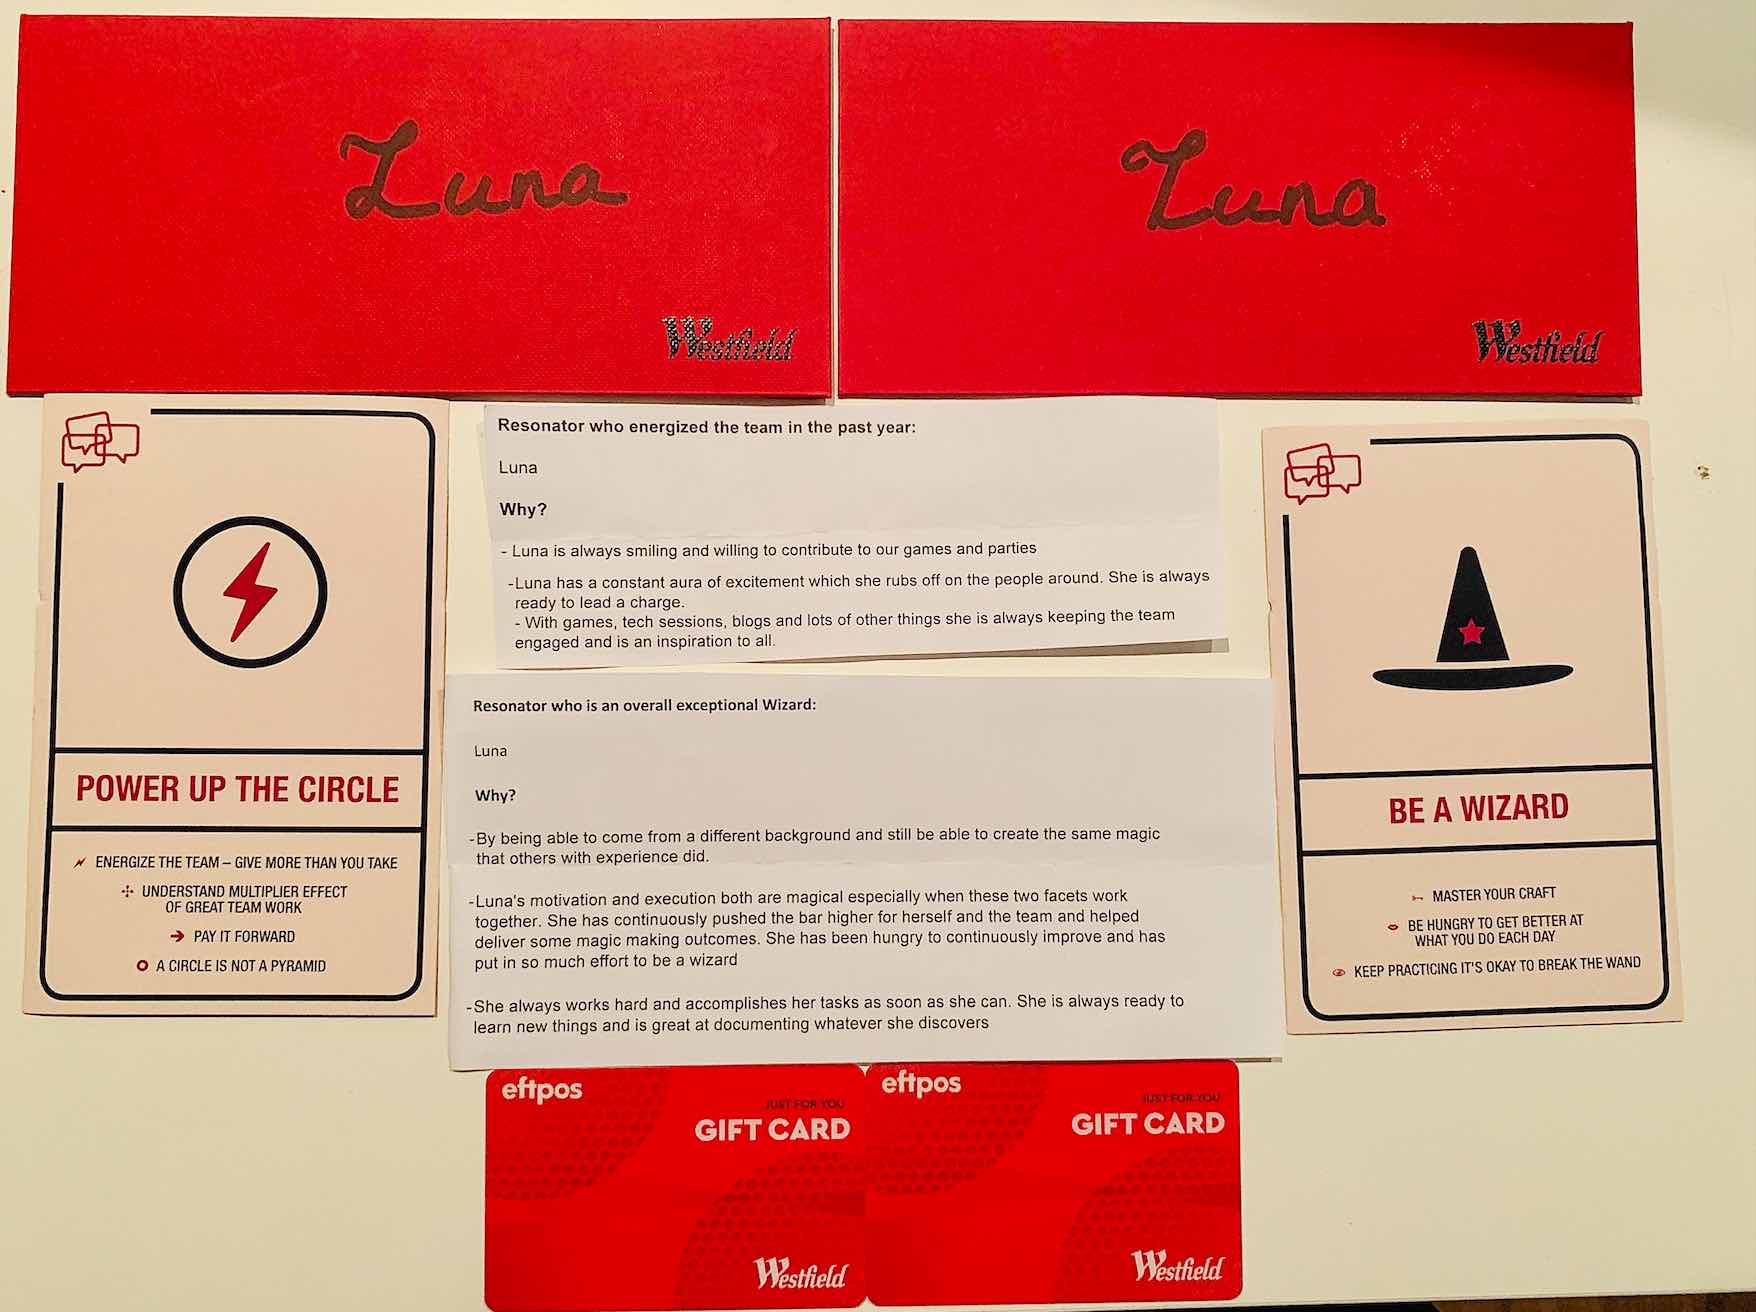 Luna
Westfield
Luna
Westfield
POWER UP THE CIRCLE
ENERGIZE THE TEAM – GIVE MORE THAN YOU TAKE
UNDERSTAND MULTIPLIER EFFECT
OF GREAT TEAM WORK
PAY IT FORWARD
A CIRCLE IS NOT A PYRAMID
Resonator who energized the team in the past year:
Luna
Why?
- Luna is always smiling and willing to contribute to our games and parties
-Luna has a constant aura of excitement which she rubs off on the people around. She is always
ready to lead a charge.
- With games, tech sessions, blogs and lots of other things she is always keeping the team
engaged and is an inspiration to all.
Resonator who is an overall exceptional Wizard:
Luna
Why?
-By being able to come from a different background and still be able to create the same magic
that others with experience did.
-Luna's motivation and execution both are magical especially when these two facets work
together. She has continuously pushed the bar higher for herself and the team and helped
deliver some magic making outcomes. She has been hungry to continuously improve and has
put in so much effort to be a wizard
-She always works hard and accomplishes her tasks as soon as she can. She is always ready to
learn new things and is great at documenting whatever she discovers
BE A WIZARD
MASTER YOUR CRAFT
BE HUNGRY TO GET BETTER AT
WHAT YOU DO EACH DAY
KEEP PRACTICING IT'S OKAY TO BREAK THE WAND
eftpos
JUST FOR YOU
GIFT CARD
Westfield
eftpos
JUST FOR YOU
GIFT CARD
Westfield